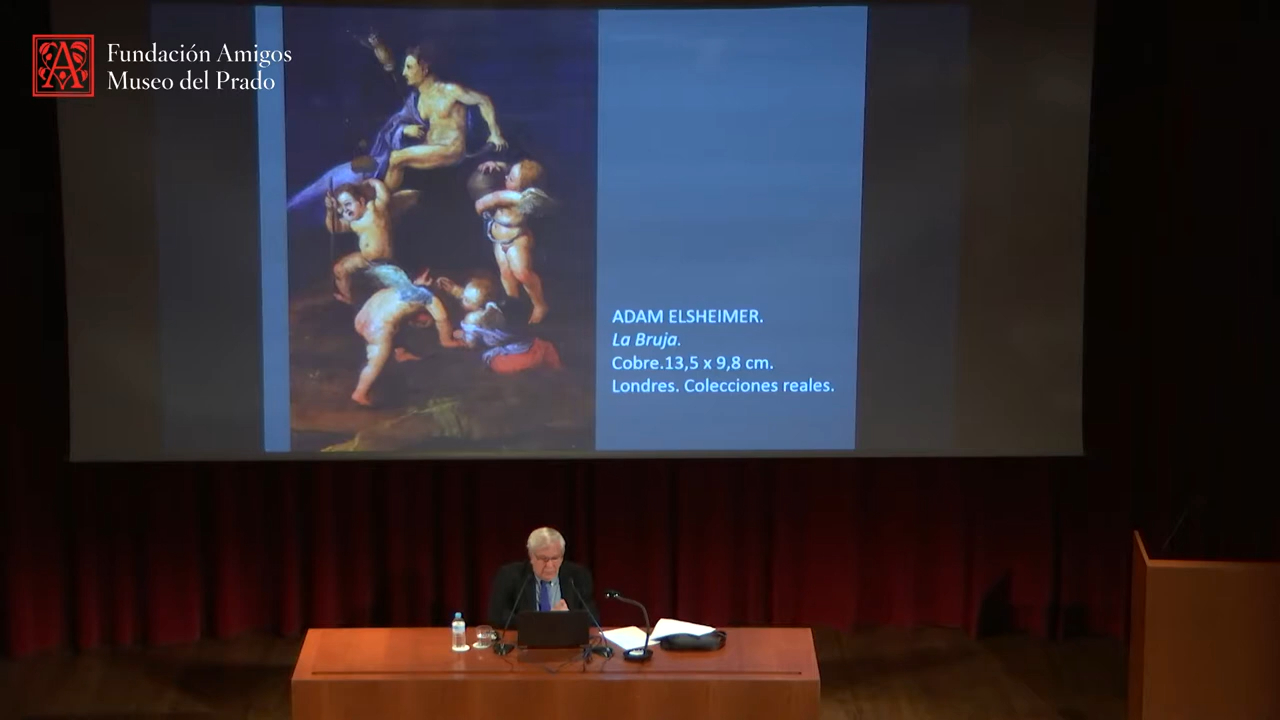 Fundación Amigos
Museo del Prado
ADAM ELSHEIMER.
La Bruja.
Cobre.13,5 x 9,8 cm.
Londres. Colecciones reales.